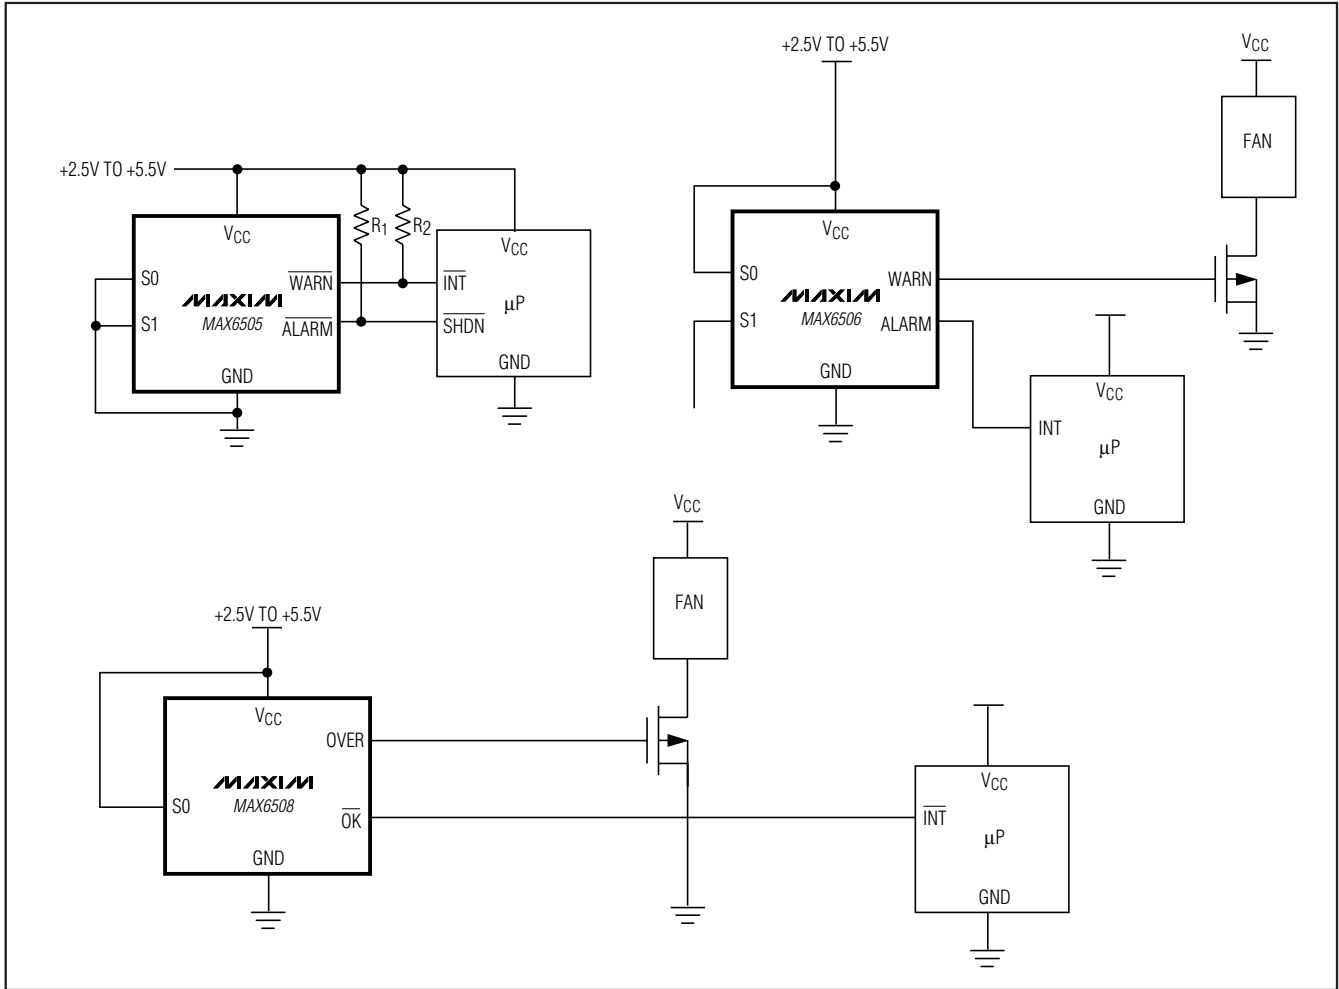 +2.5V TO +5.5V
VCC
S0
S1
WARN
ALARM
MAXIM
MAX6505
GND
R1
R2
VCC
INT
SHDN
µP
GND
+2.5V TO +5.5V
VCC
S0
S1
WARN
ALARM
MAXIM
MAX6506
GND
VCC
FAN
VCC
INT
µP
GND
+2.5V TO +5.5V
VCC
OVER
MAXIM
MAX6508
S0
OK
GND
VCC
FAN
VCC
INT
µP
GND